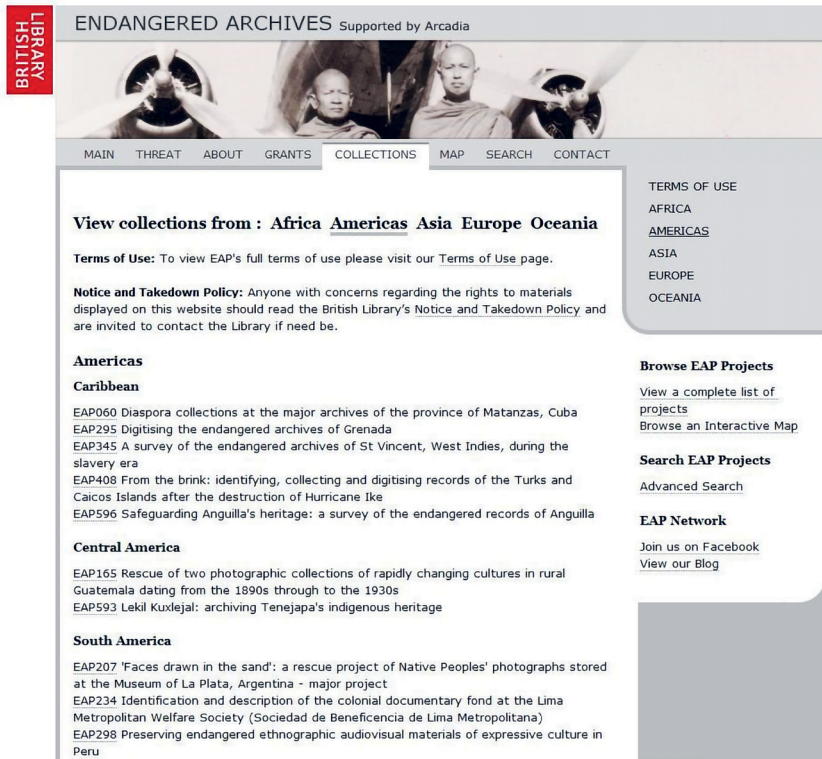 BRITISH
LIBRARY
ENDANGERED ARCHIVES Supported by Arcadia
MAIN THREAT ABOUT GRANTS COLLECTIONS MAP SEARCH CONTACT
View collections from : Africa Americas Asia Europe Oceania
Terms of Use: To view EAP's full terms of use please visit our Terms of Use page.
Notice and Takedown Policy: Anyone with concerns regarding the rights to materials
displayed on this website should read the British Library's Notice and Takedown Policy and
are invited to contact the Library if need be.
Americas
Caribbean
EAP060 Diaspora collections at the major archives of the province of Matanzas, Cuba
EAP295 Digitising the endangered archives of Grenada
EAP345 A survey of the endangered archives of St Vincent, West Indies, during the
slavery era
EAP408 From the brink: identifying, collecting and digitising records of the Turks and
Caicos Islands after the destruction of Hurricane Ike
EAP596 Safeguarding Anguilla's heritage: a survey of the endangered records of Anguilla
Central America
EAP165 Rescue of two photographic collections of rapidly changing cultures in rural
Guatemala dating from the 1890s through to the 1930s
EAP593 Lekil Kuxlejal: archiving Tenejapa's indigenous heritage
South America
EAP207 'Faces drawn in the sand': a rescue project of Native Peoples' photographs stored
at the Museum of La Plata, Argentina - major project
EAP234 Identification and description of the colonial documentary fond at the Lima
Metropolitan Welfare Society (Sociedad de Beneficencia de Lima Metropolitana)
EAP298 Preserving endangered ethnographic audiovisual materials of expressive culture in
Peru
TERMS OF USE
AFRICA
AMERICAS
ASIA
EUROPE
OCEANIA
Browse EAP Projects
View a complete list of
projects
Browse an Interactive Map
Search EAP Projects
Advanced Search
EAP Network
Join us on Facebook
View our Blog